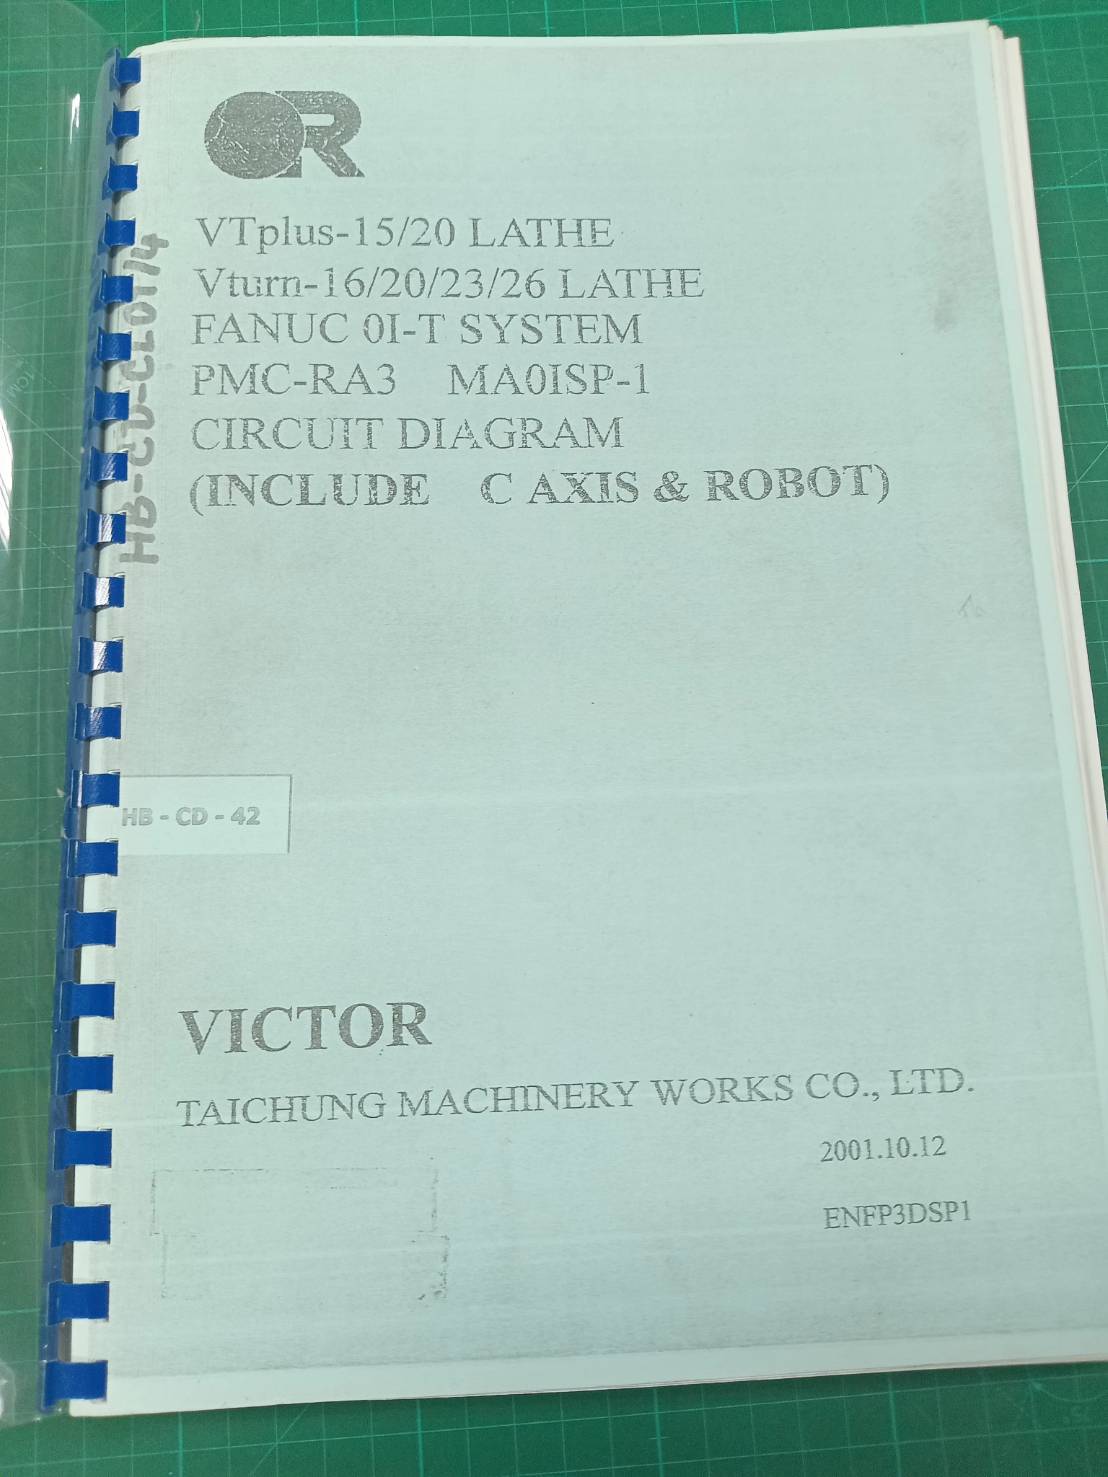 R
VTplus-15/20 LATHE
Vturn-16/20/23/26 LATHE
FANUC 0I-T SYSTEM
PMC-RA3 MA0ISP-1
CIRCUIT DIAGRAM
(INCLUDE C AXIS & ROBOT)
HB-CD-CL0174
HB - CD - 42
VICTOR
TAICHUNG MACHINERY WORKS CO., LTD.
2001.10.12
ENFP3DSP1